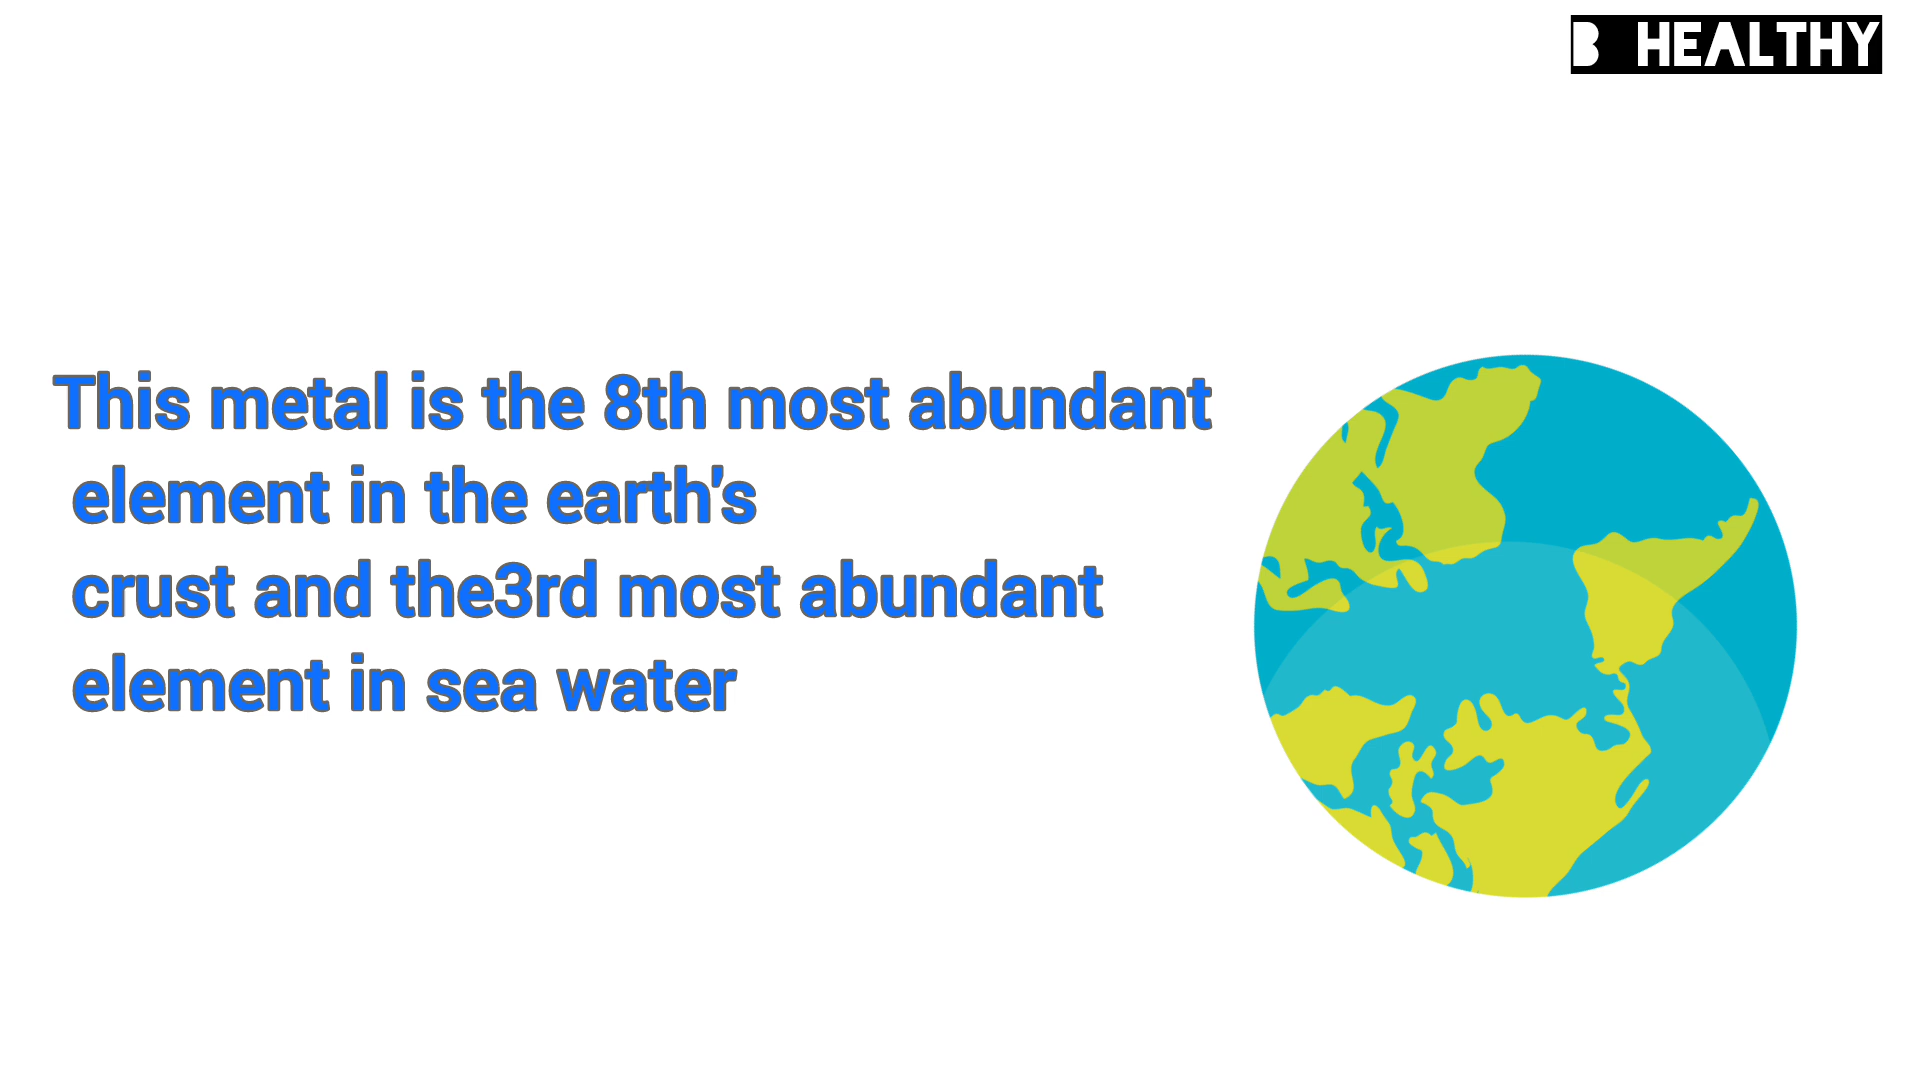 B HEALTHY
This metal is the 8th most abundant
element in the earth's
crust and the3rd most abundant
element in sea water